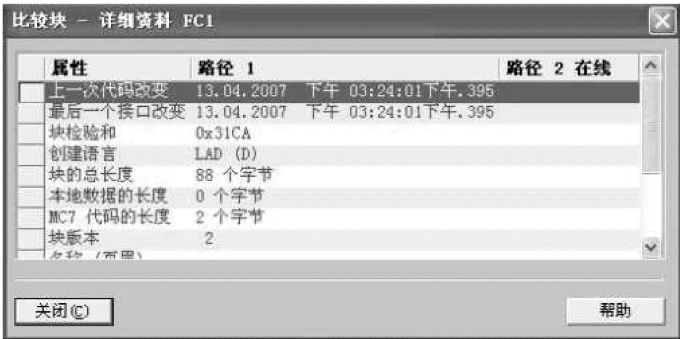 比较块 - 详细资料 FC1
属性 路径 1 路径 2 在线
上一次代码改变 13.04.2007 下午 03:24:01下午.395
最后一个接口改变 13.04.2007 下午 03:24:01下午.395
块检验和 0x31CA
创建语言 LAD (D)
块的总长度 88 个字节
本地数据的长度 0 个字节
MC7 代码的长度 2 个字节
块版本 2
名称 (页眉)
关闭(C) 帮助